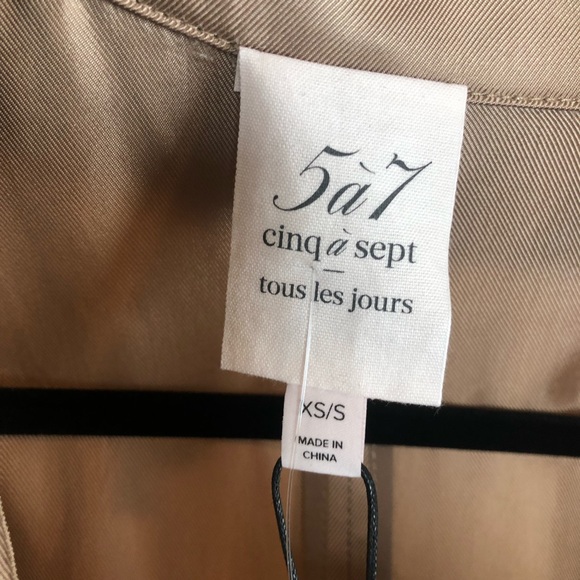 5à7
cinq à sept
tous les jours
XS/S
MADE IN
CHINA